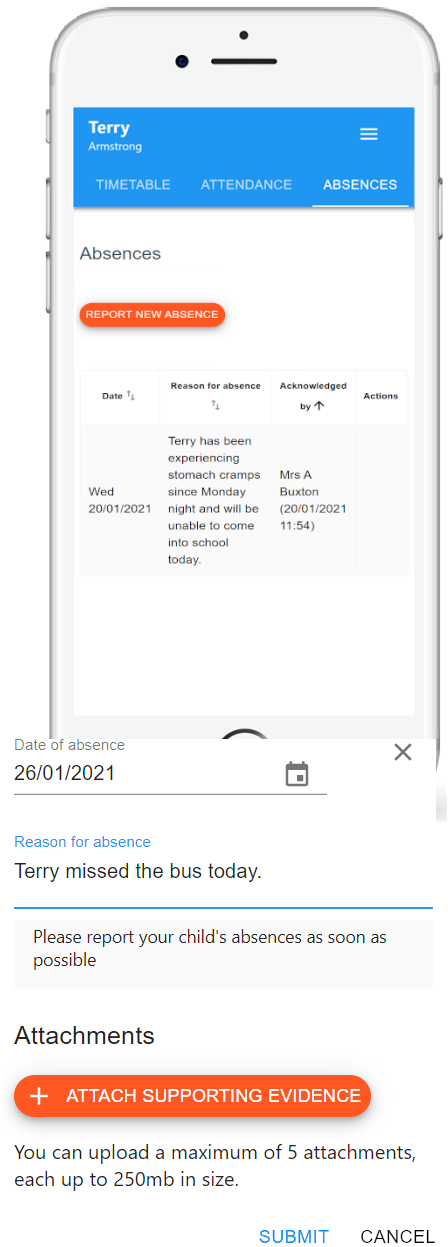 Terry
Armstrong
TIMETABLE ATTENDANCE ABSENCES
Absences
REPORT NEW ABSENCE
Date Reason for absence Acknowledged by Actions
Wed 20/01/2021
Terry has been
experiencing
stomach cramps
since Monday
night and will be
unable to come
into school
today.
Mrs A
Buxton
(20/01/2021
11:54)
Date of absence
26/01/2021
Reason for absence
Terry missed the bus today.
Please report your child's absences as soon as
possible
Attachments
+ ATTACH SUPPORTING EVIDENCE
You can upload a maximum of 5 attachments,
each up to 250mb in size.
SUBMIT CANCEL